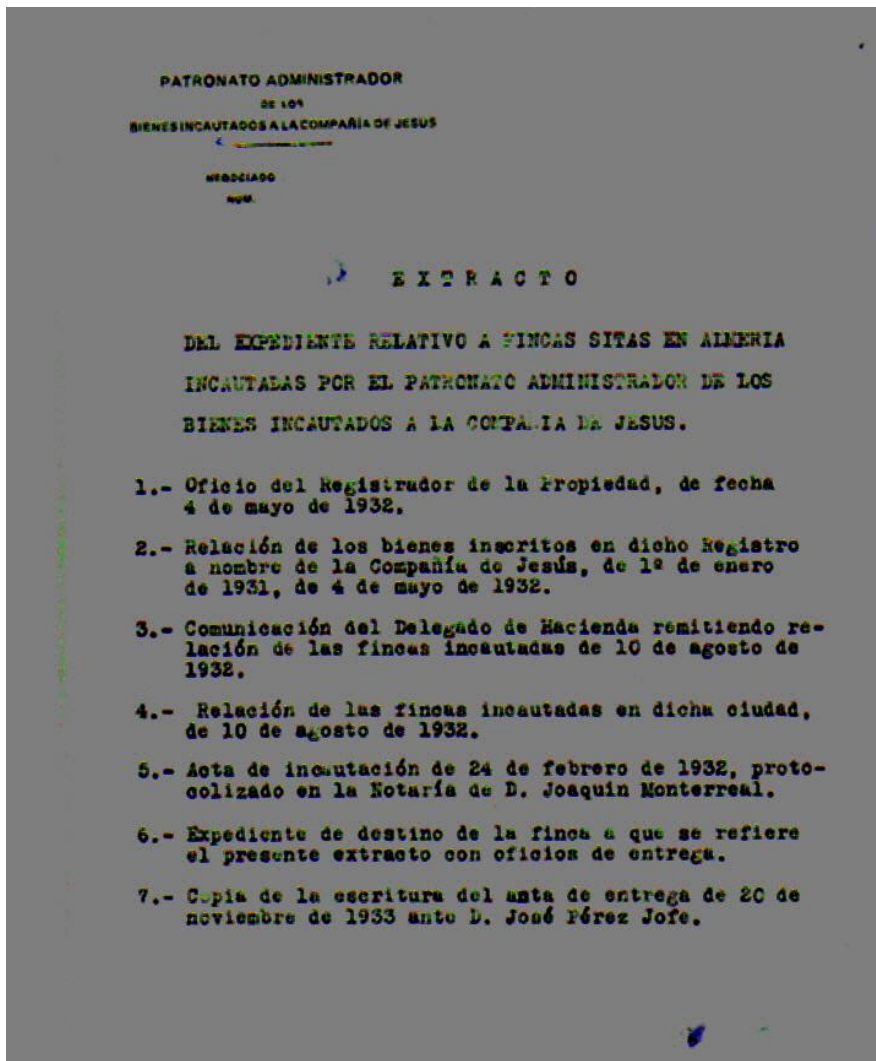 PATRONATO ADMINISTRADOR
DE LOS
BIENES INCAUTADOS A LA COMPAÑÍA DE JESUS
NEGOCIADO
NUM.
EXTRACTO
DEL EXPEDIENTE RELATIVO A FINCAS SITAS EN ALMERIA
INCAUTADAS POR EL PATRONATO ADMINISTRADOR DE LOS
BIENES INCAUTADOS A LA COMPAÑIA DE JESUS.
1.- Oficio del Registrador de la Propiedad, de fecha
4 de mayo de 1932.
2.- Relación de los bienes inscritos en dicho Registro
a nombre de la Compañía de Jesús, de 1º de enero
de 1931, de 4 de mayo de 1932.
3.- Comunicación del Delegado de Hacienda remitiendo re-
lación de las fincas incautadas de 10 de agosto de
1932.
4.- Relación de las fincas incautadas en dicha ciudad,
de 10 de agosto de 1932.
5.- Acta de incautación de 24 de febrero de 1932, proto-
colizado en la Notaría de D. Joaquin Monterreal.
6.- Expediente de destino de la finca a que se refiere
el presente extracto con oficios de entrega.
7.- Copia de la escritura del anta de entrega de 20 de
noviembre de 1933 ante D. José Pérez Jofe.